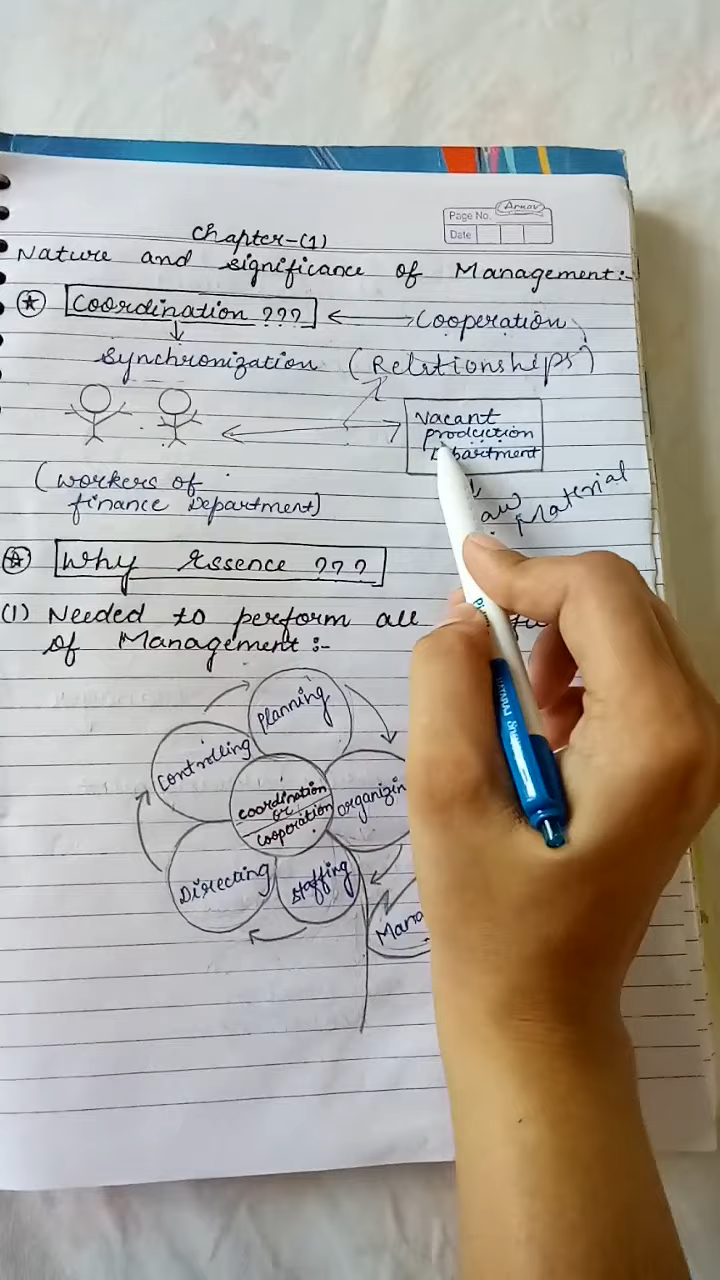 Page No.
Arnav
Date
Chapter-(1)
Nature and significance of Management:-
Coordination ???
Cooperation
Synchronization (Relationships)
Vacant
production
Department
(workers of
finance Department)
Material
Why Essence ???
(1) Needed to perform all
of Management :-
Planning
Controlling
coordination
or
cooperation
Directing
Staffing
NATARAJ